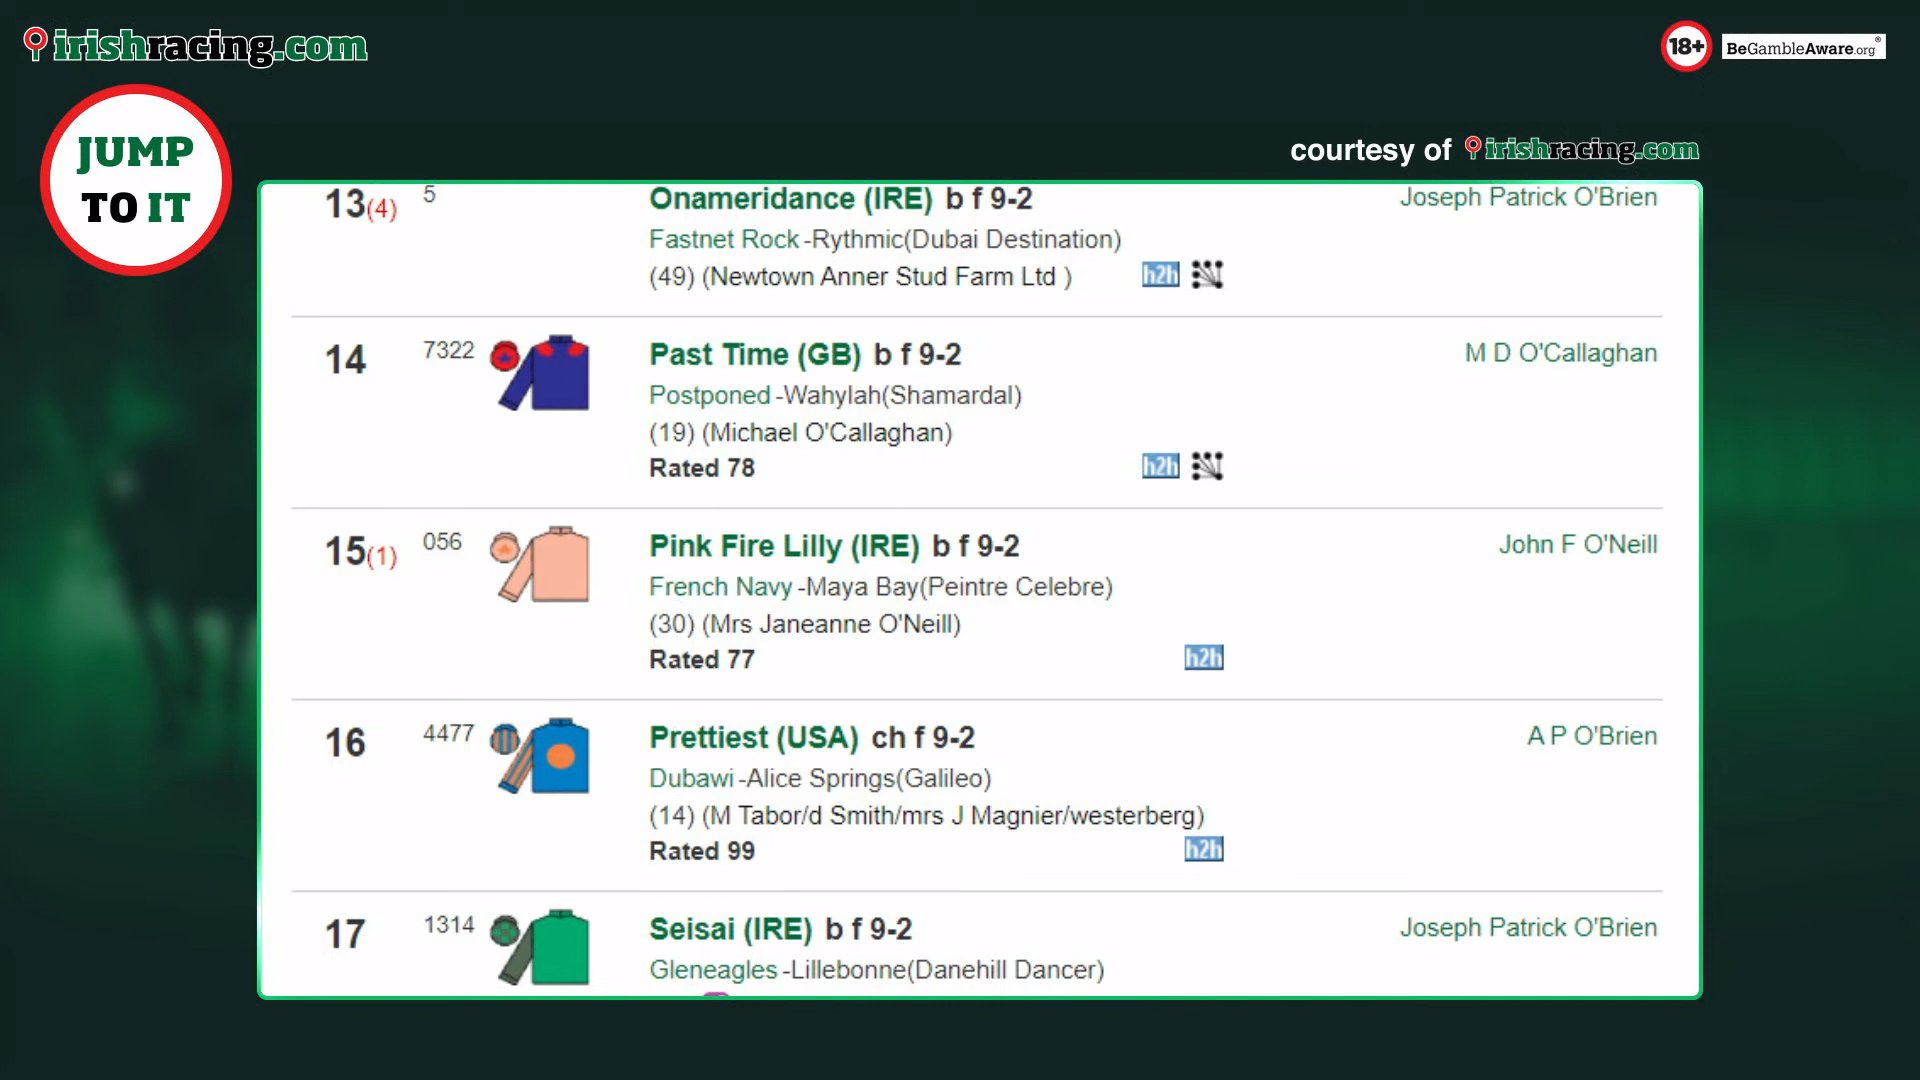 irishracing.com
18+
BeGambleAware.org®
JUMP
TO IT
courtesy of irishracing.com
13(4) 5 Onameridance (IRE) b f 9-2 Joseph Patrick O'Brien
Fastnet Rock -Rythmic(Dubai Destination)
(49) (Newtown Anner Stud Farm Ltd ) h2h
14 7322 Past Time (GB) b f 9-2 M D O'Callaghan
Postponed -Wahylah(Shamardal)
(19) (Michael O'Callaghan)
Rated 78 h2h
15(1) 056 Pink Fire Lilly (IRE) b f 9-2 John F O'Neill
French Navy -Maya Bay(Peintre Celebre)
(30) (Mrs Janeanne O'Neill)
Rated 77 h2h
16 4477 Prettiest (USA) ch f 9-2 A P O'Brien
Dubawi -Alice Springs(Galileo)
(14) (M Tabor/d Smith/mrs J Magnier/westerberg)
Rated 99 h2h
17 1314 Seisai (IRE) b f 9-2 Joseph Patrick O'Brien
Gleneagles -Lillebonne(Danehill Dancer)